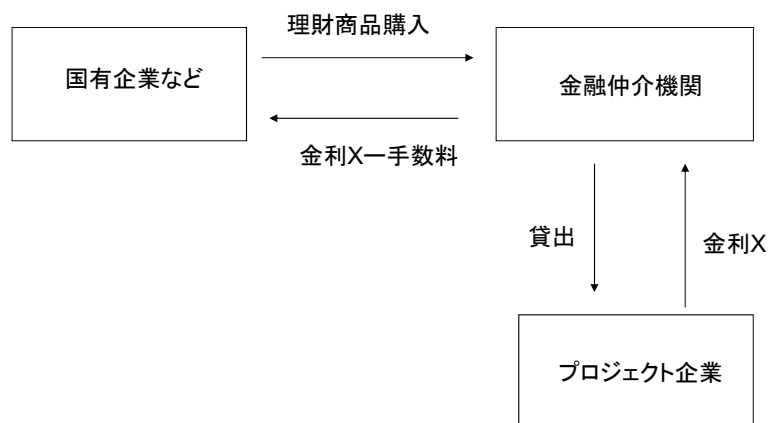 理財商品購入
国有企業など
金融仲介機関
金利X一手数料
貸出
金利X
プロジェクト企業